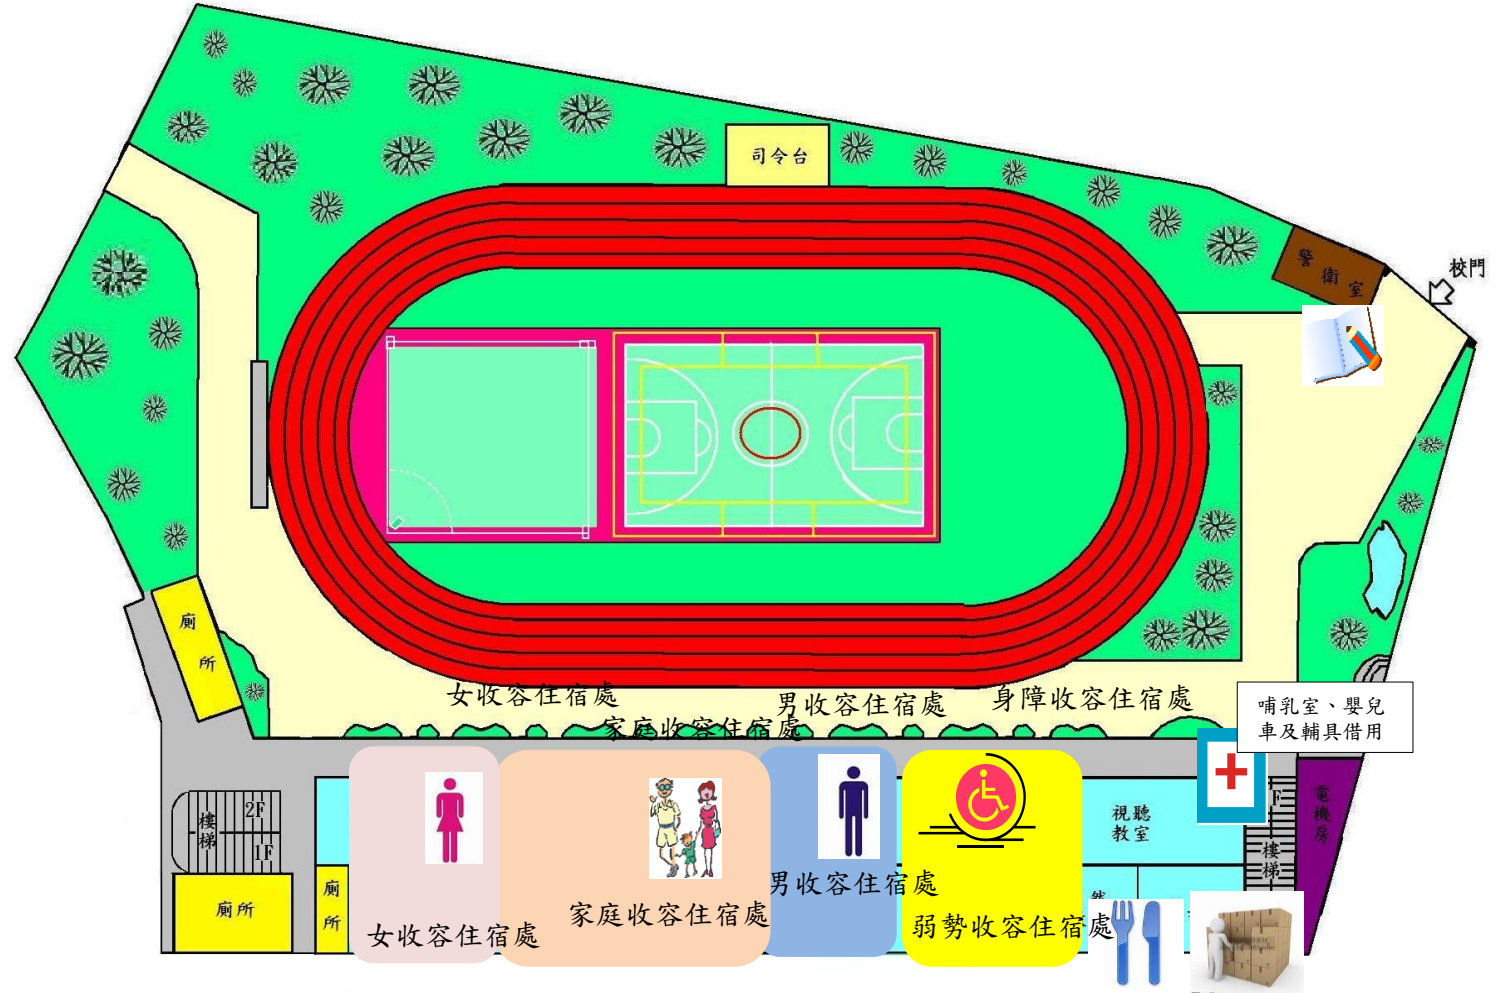 司令台
警衛室
校門
廁所
女收容住宿處
男收容住宿處
身障收容住宿處
家庭收容住宿處
哺乳室、嬰兒
車及輔具借用
樓梯
2F
1F
視聽
教室
F
樓梯
電機房
廁所
廁所
然
男收容住宿處
家庭收容住宿處
弱勢收容住宿處
女收容住宿處